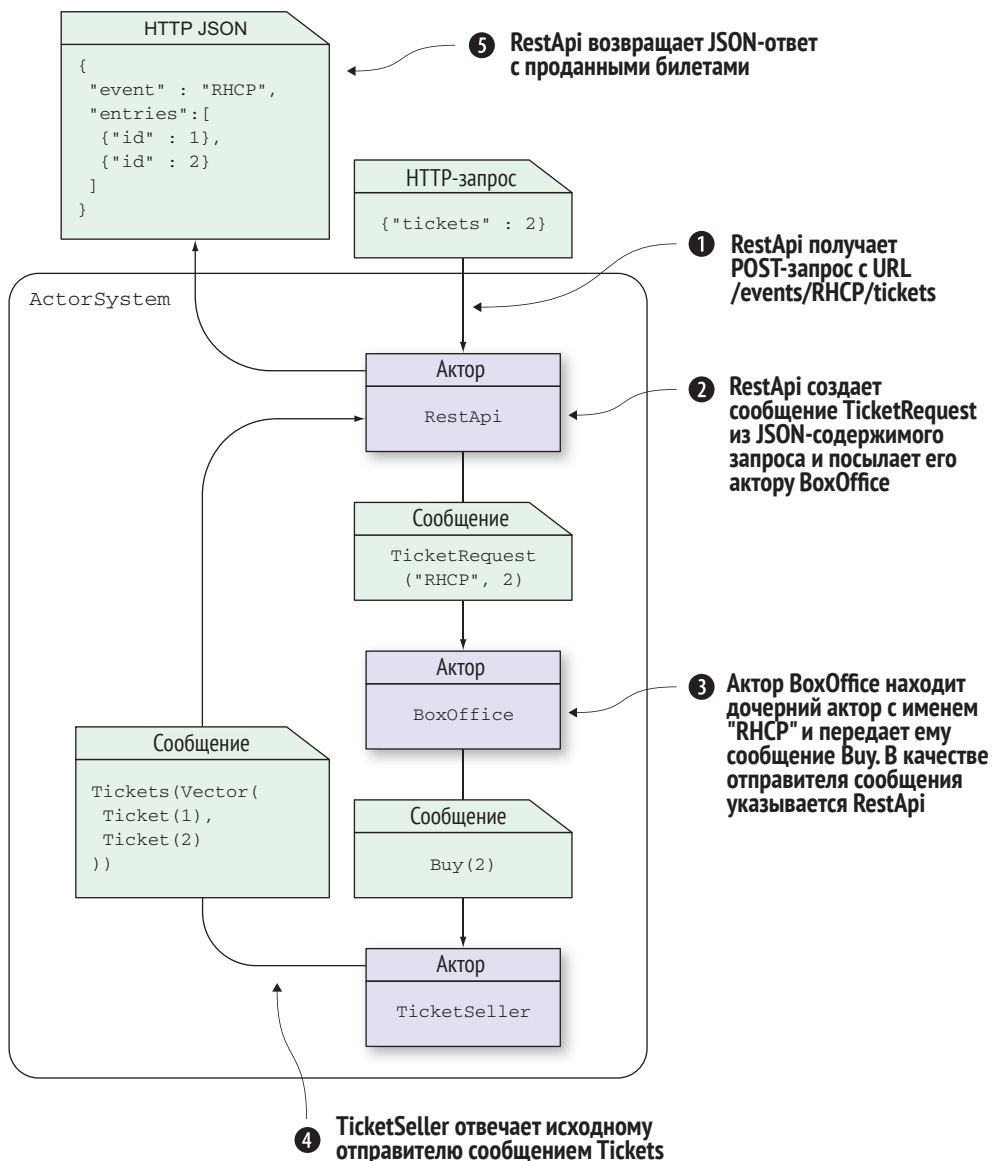 HTTP JSON
{
"event" : "RHCP",
"entries":[
{"id" : 1},
{"id" : 2}
]
}
5 RestApi возвращает JSON-ответ
с проданными билетами
HTTP-запрос
{"tickets" : 2}
1 RestApi получает
POST-запрос с URL
/events/RHCP/tickets
ActorSystem
Актор
RestApi
2 RestApi создает
сообщение TicketRequest
из JSON-содержимого
запроса и посылает его
актору BoxOffice
Сообщение
TicketRequest
("RHCP", 2)
Актор
BoxOffice
3 Актор BoxOffice находит
дочерний актор с именем
"RHCP" и передает ему
сообщение Buy. В качестве
отправителя сообщения
указывается RestApi
Сообщение
Tickets(Vector(
Ticket(1),
Ticket(2)
))
Сообщение
Buy(2)
Актор
TicketSeller
4 TicketSeller отвечает исходному
отправителю сообщением Tickets